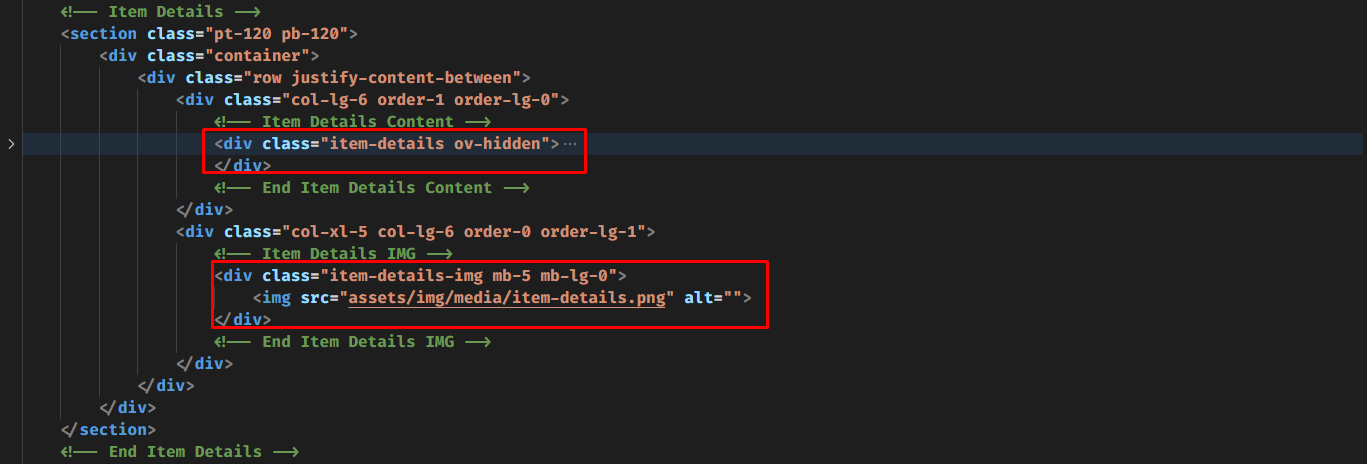 <!-- Item Details -->
<section class="pt-120 pb-120">
<div class="container">
<div class="row justify-content-between">
<div class="col-lg-6 order-1 order-lg-0">
<!-- Item Details Content -->
<div class="item-details ov-hidden">…
</div>
<!-- End Item Details Content -->
</div>
<div class="col-xl-5 col-lg-6 order-0 order-lg-1">
<!-- Item Details IMG -->
<div class="item-details-img mb-5 mb-lg-0">
<img src="assets/img/media/item-details.png" alt="">
</div>
<!-- End Item Details IMG -->
</div>
</div>
</div>
</section>
<!-- End Item Details -->